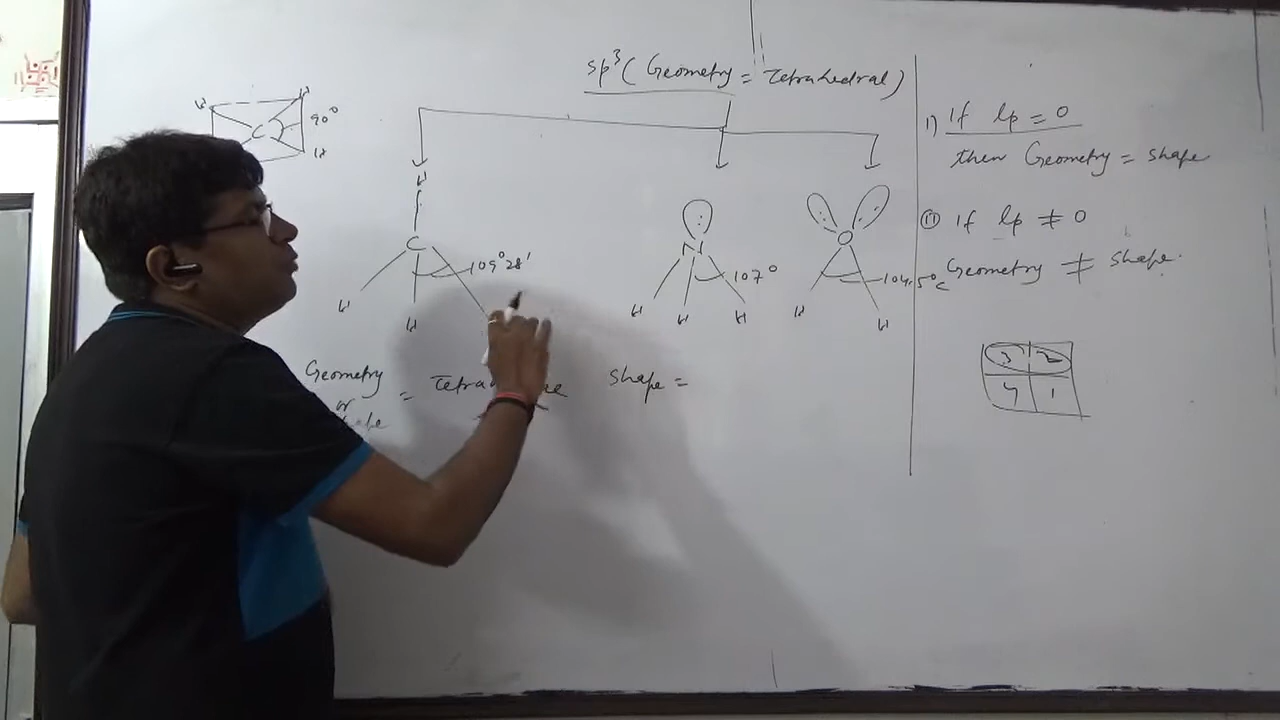 sp³ (Geometry = Tetrahedral)
H H
C 90°
H
H
C 109°28'
H H
N 107°
H H H
O 104.5°C
H H
Geometry
or = Tetra
Shape =
I) If lp = 0
then Geometry = shape
II If lp ≠ 0
Geometry ≠ shape.
3 2
4 1